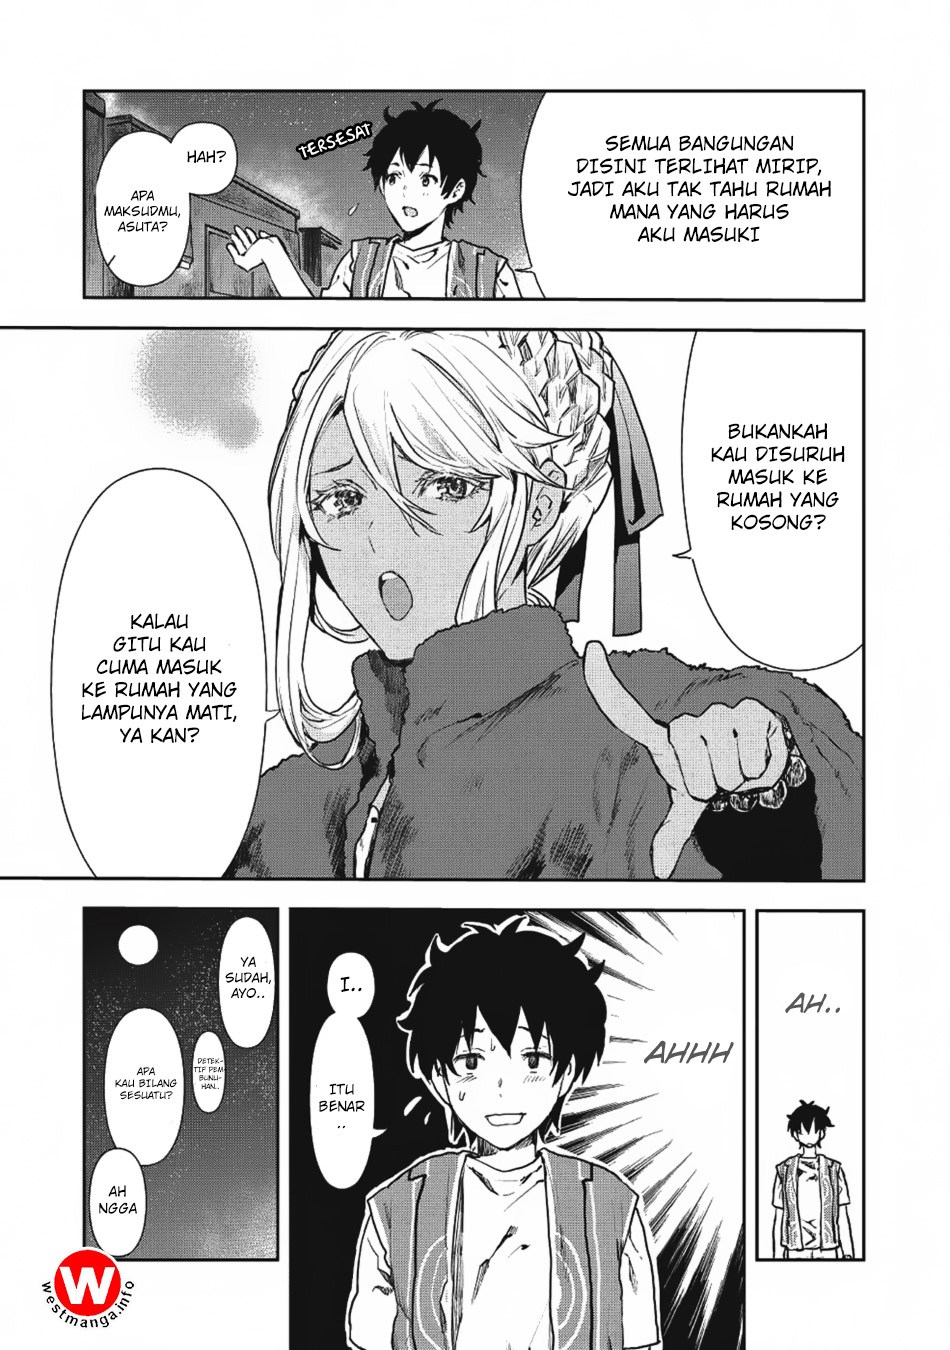 SEMUA BANGUNGAN
DISINI TERLIHAT MIRIP,
JADI AKU TAK TAHU RUMAH
MANA YANG HARUS
AKU MASUKI
TERSESAT
HAH?
APA
MAKSUDMU,
ASUTA?
BUKANKAH
KAU DISURUH
MASUK KE
RUMAH YANG
KOSONG?
KALAU
GITU KAU
CUMA MASUK
KE RUMAH YANG
LAMPUNYA MATI,
YA KAN?
AH..
AHHH
I..
ITU
BENAR
..
YA
SUDAH,
AYO..
DETEK-
TIF PEM-
BUNU-
HAN..
APA
KAU BILANG
SESUATU?
AH
NGGA
W
westmanga.info